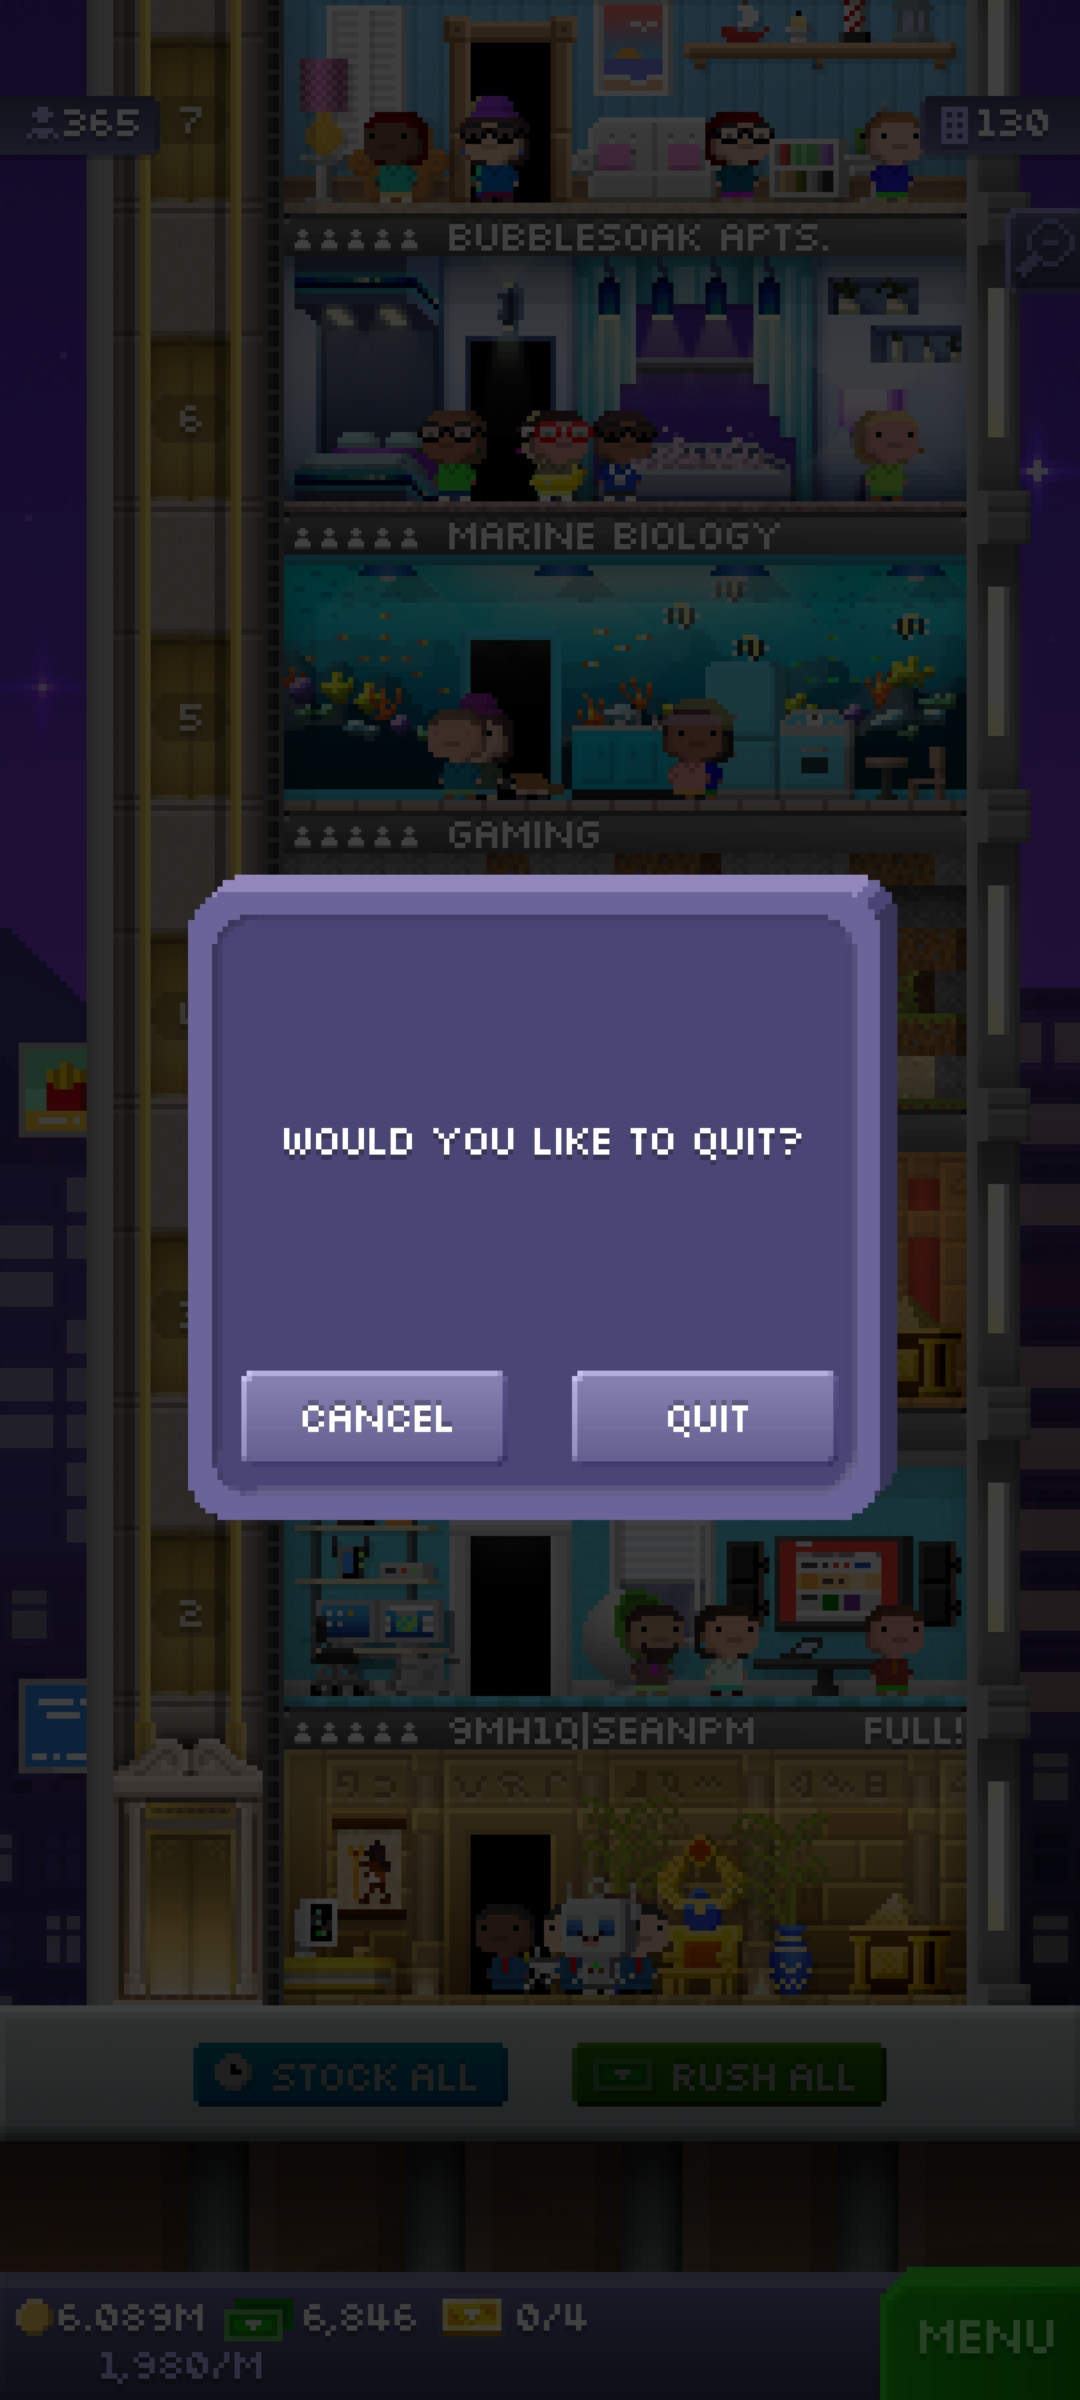 365
7
130
BUBBLESOAK APTS.
6
MARINE BIOLOGY
5
GAMING
WOULD YOU LIKE TO QUIT?
CANCEL
QUIT
2
9MH1Q|SEANPM
FULL!
STOCK ALL
RUSH ALL
6.089M
6,846
0/4
1,980/M
MENU